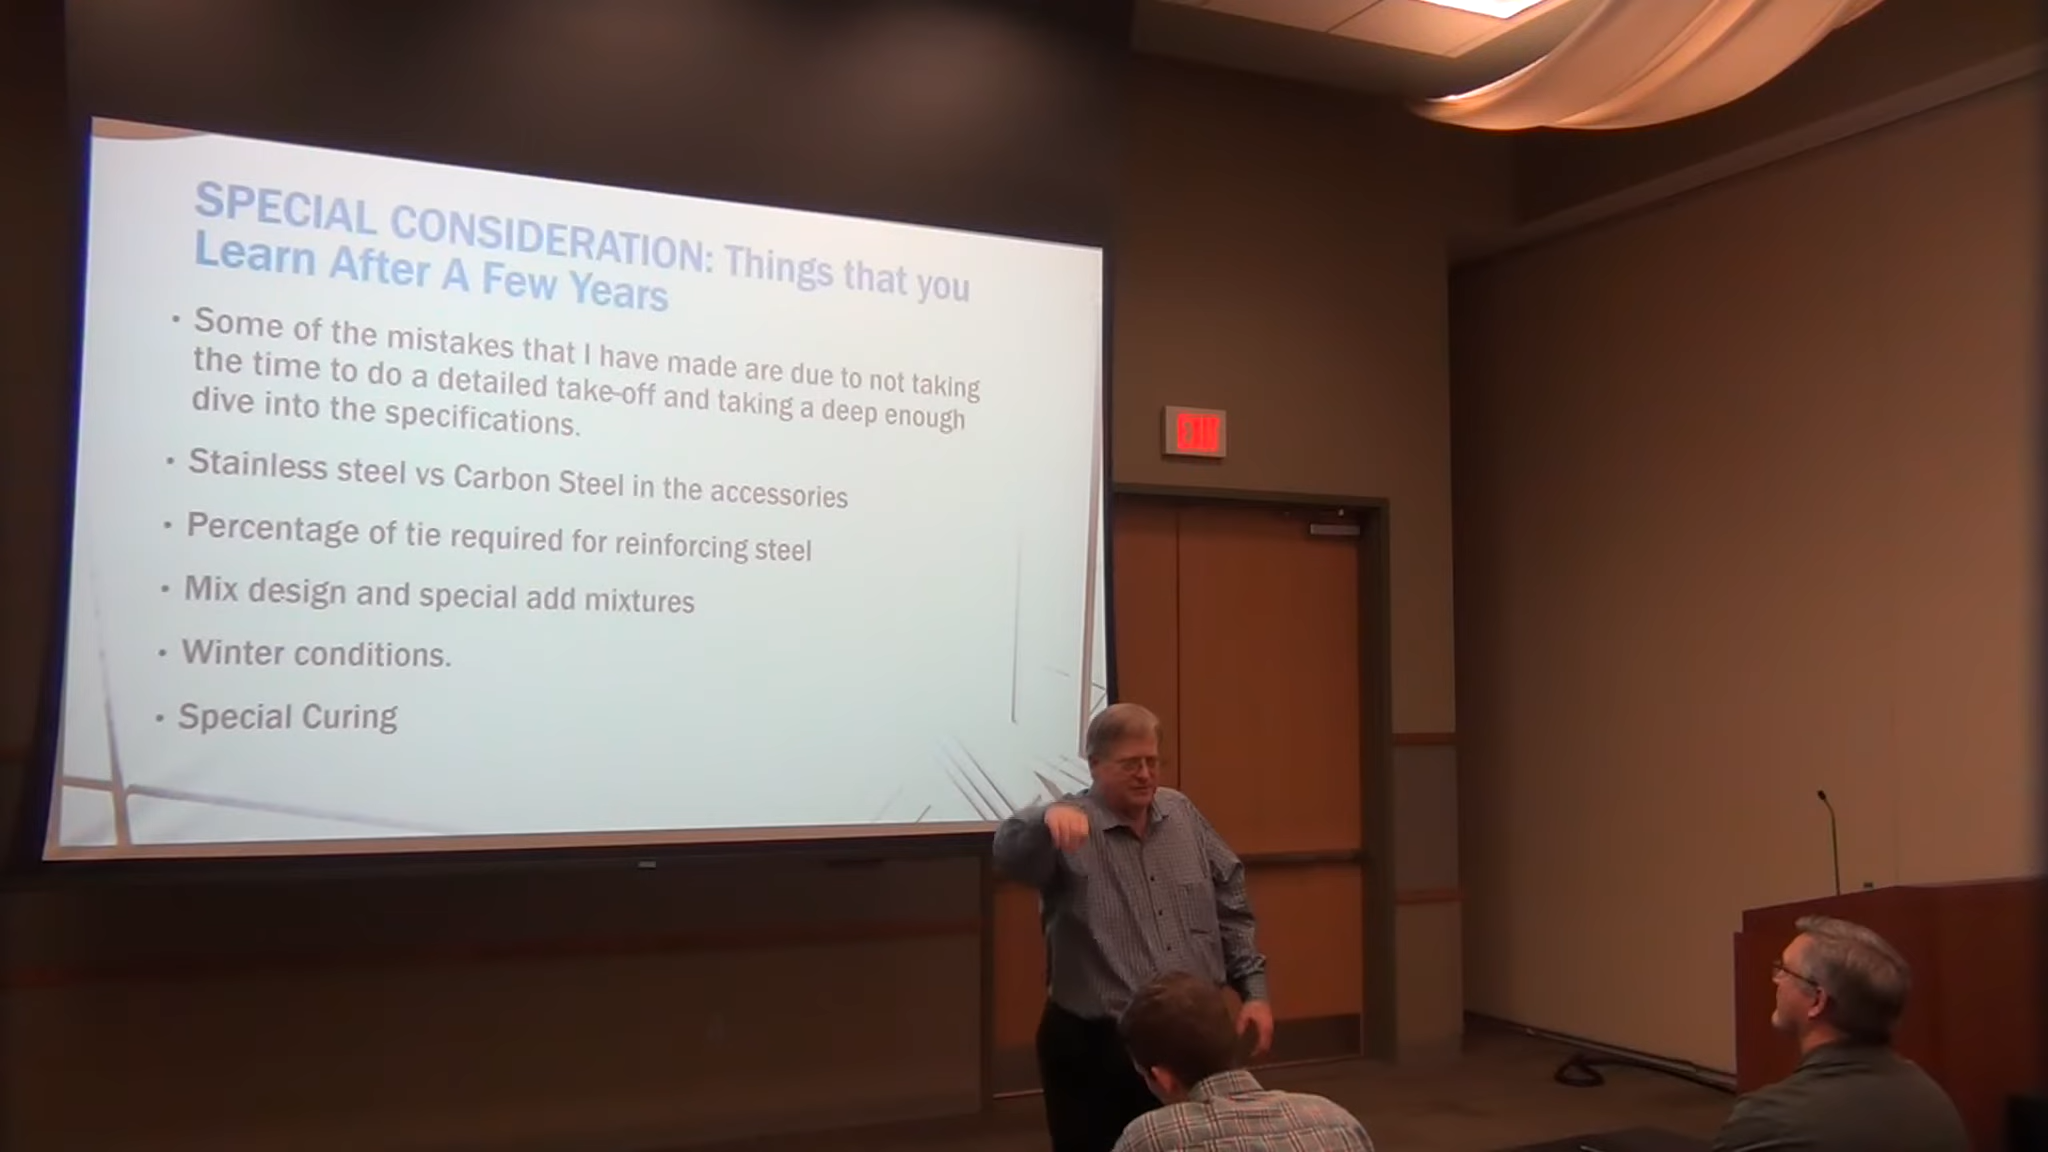 SPECIAL CONSIDERATION: Things that you
Learn After A Few Years
• Some of the mistakes that I have made are due to not taking
the time to do a detailed take-off and taking a deep enough
dive into the specifications.
• Stainless steel vs Carbon Steel in the accessories
• Percentage of tie required for reinforcing steel
• Mix design and special add mixtures
• Winter conditions.
• Special Curing
EXIT